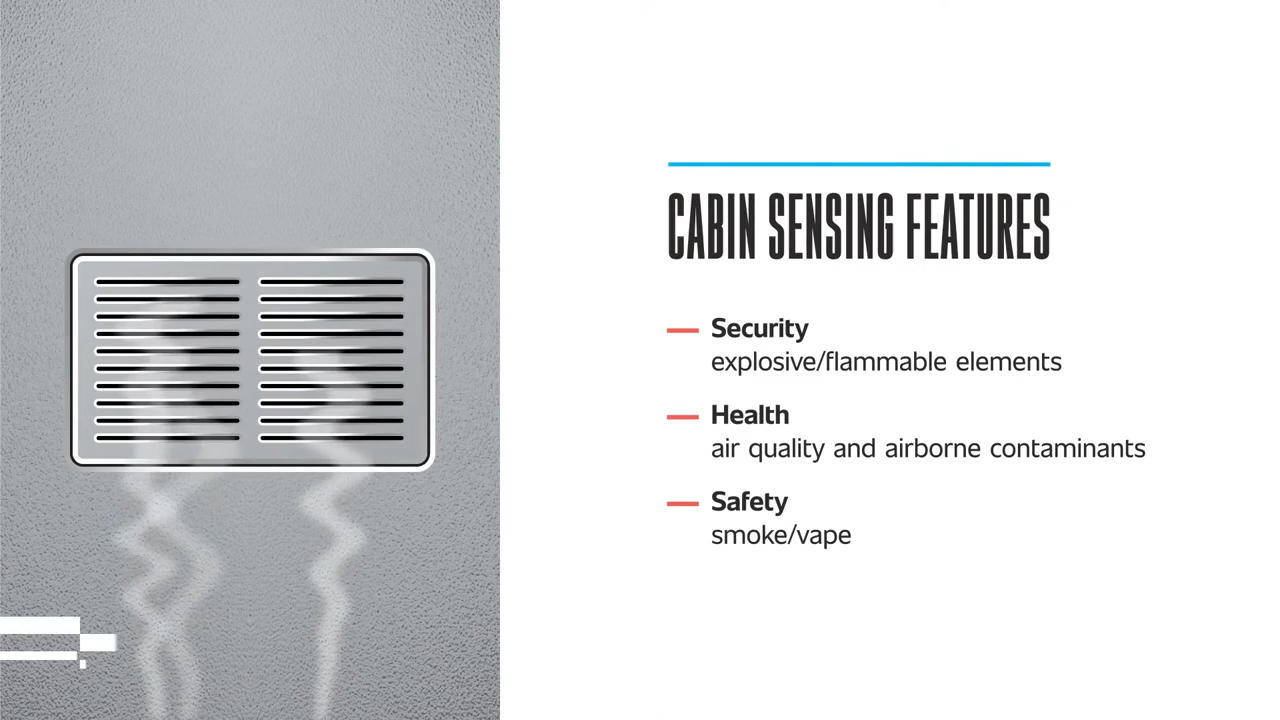 CABIN SENSING FEATURES
Security
explosive/flammable elements
Health
air quality and airborne contaminants
Safety
smoke/vape